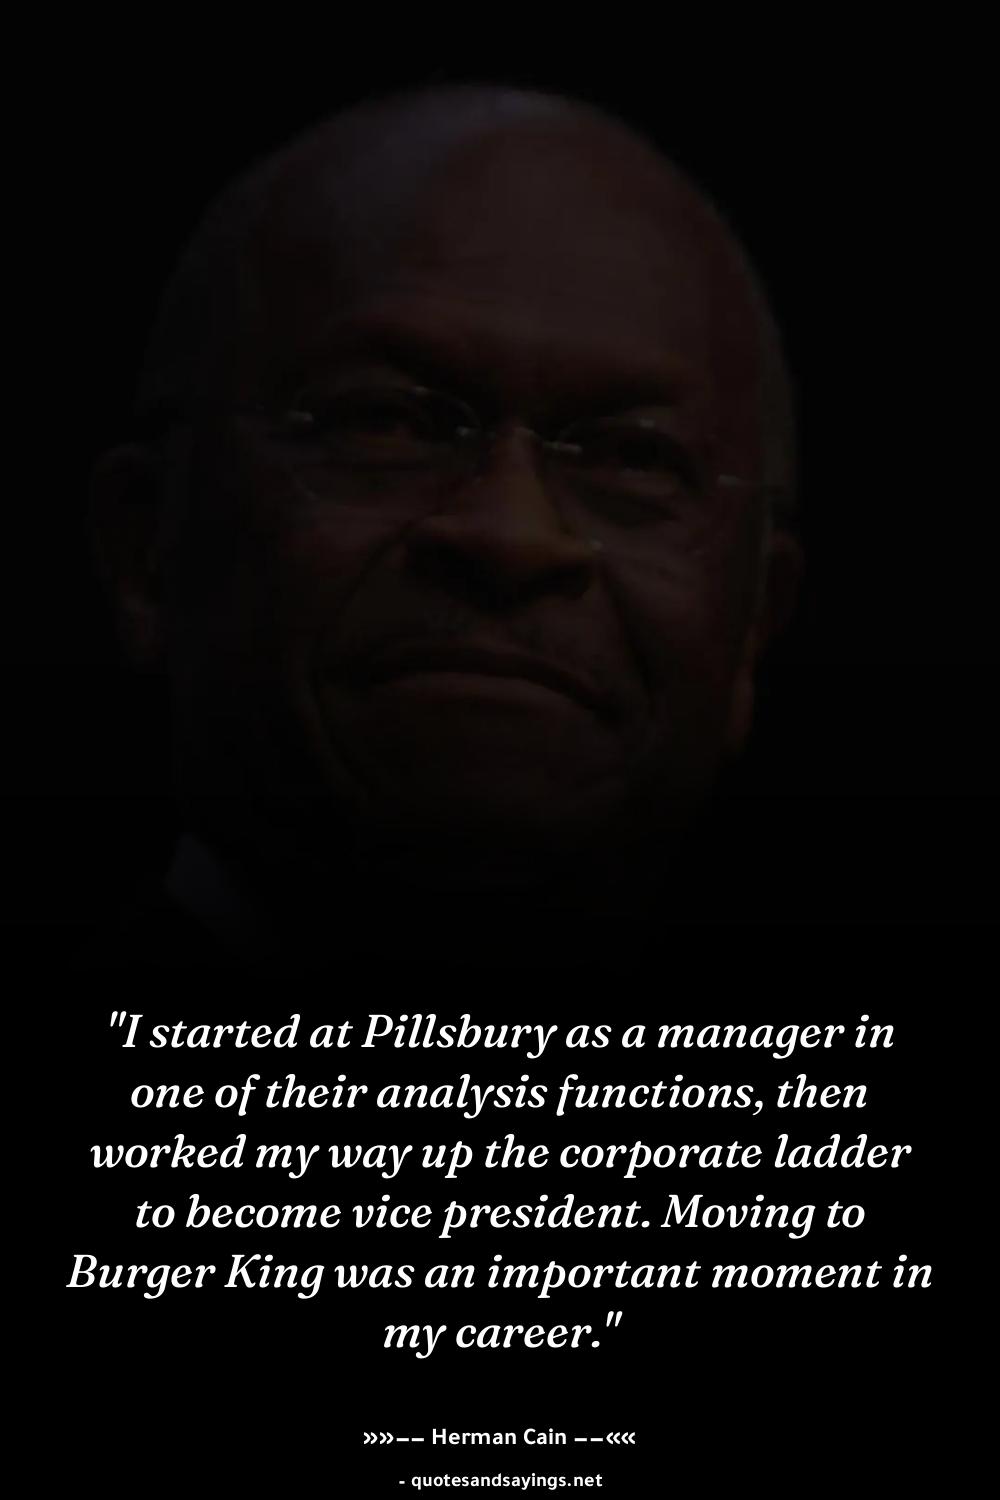 "I started at Pillsbury as a manager in
one of their analysis functions, then
worked my way up the corporate ladder
to become vice president. Moving to
Burger King was an important moment in
my career."
»»−− Herman Cain −−««
- quotesandsayings.net